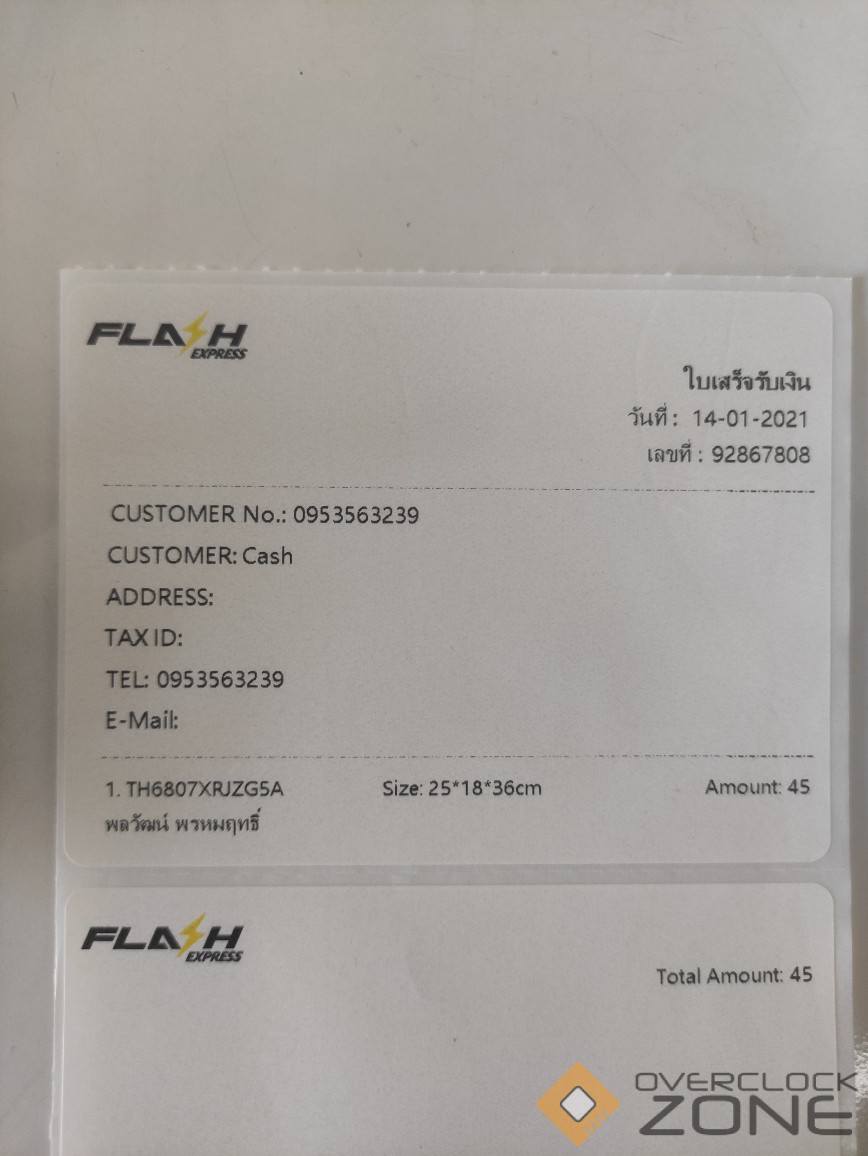 FLASH
EXPRESS
ใบเสร็จรับเงิน
วันที่ : 14-01-2021
เลขที่ : 92867808
CUSTOMER No.: 0953563239
CUSTOMER: Cash
ADDRESS:
TAX ID:
TEL: 0953563239
E-Mail:
1. TH6807XRJZG5A Size: 25*18*36cm Amount: 45
พลวัฒน์ พรหมฤทธิ์
FLASH
EXPRESS
Total Amount: 45
OVERCLOCK
ZONE